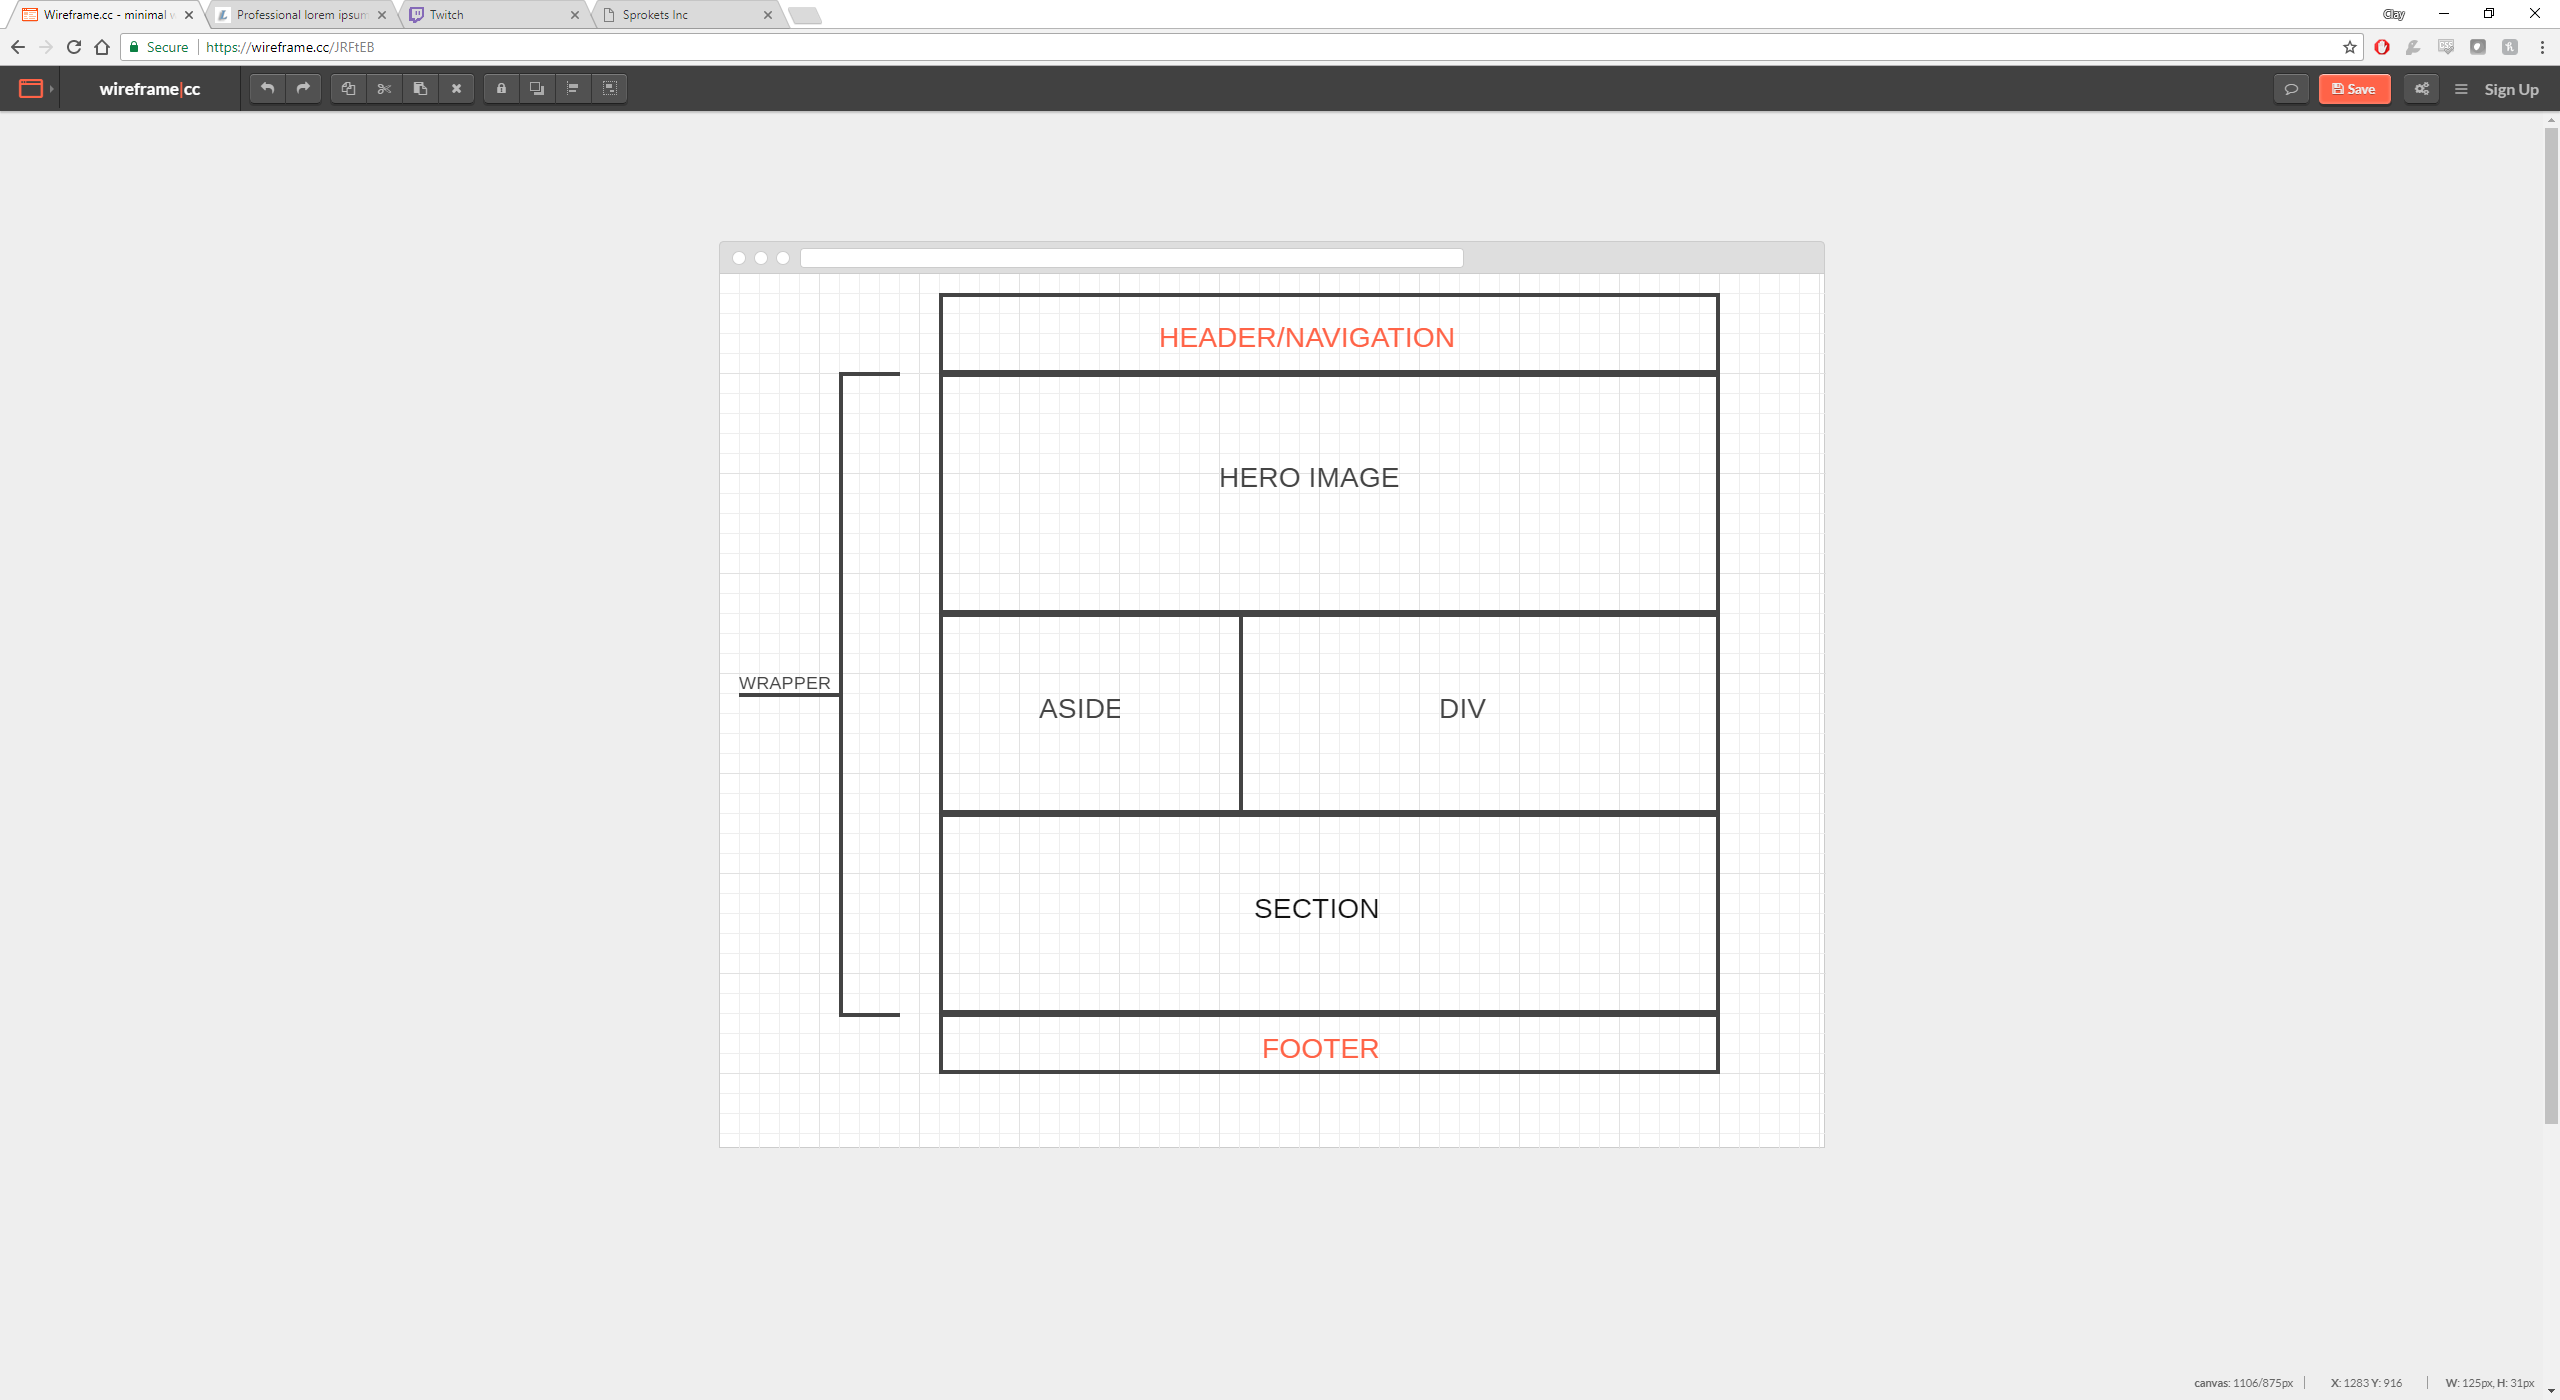 Wireframe.cc - minimal w
Professional lorem ipsum
Twitch
Sprokets Inc
Clay
Secure
https://wireframe.cc/JRFtEB
wireframe|cc
Save
Sign Up
HEADER/NAVIGATION
HERO IMAGE
WRAPPER
ASIDE
DIV
SECTION
FOOTER
canvas: 1106/875px
X: 1283 Y: 916
W: 125px, H: 31px